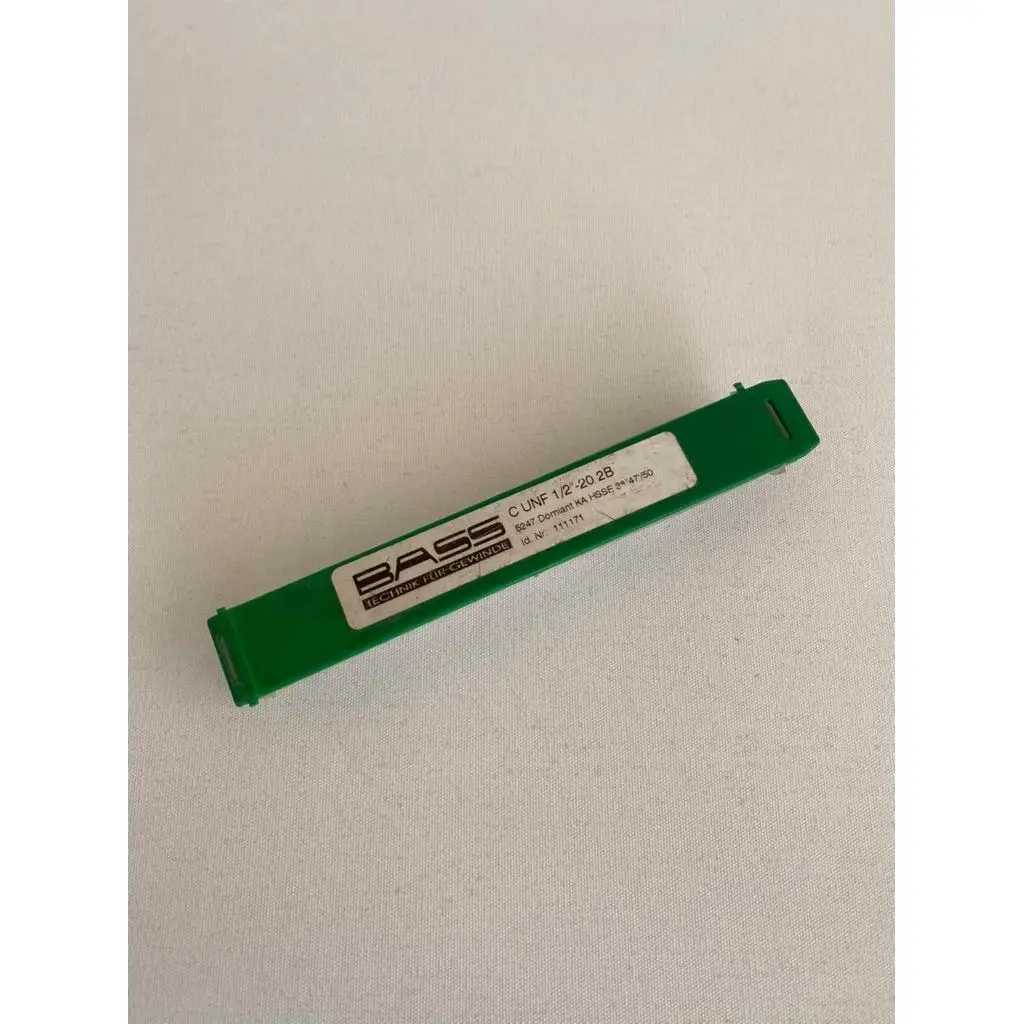 BASS
TECHNIK FÜR GEWINDE
C UNF 1/2"-20 2B
5247 Domiant KA HSSE
Id. Nr. 111171